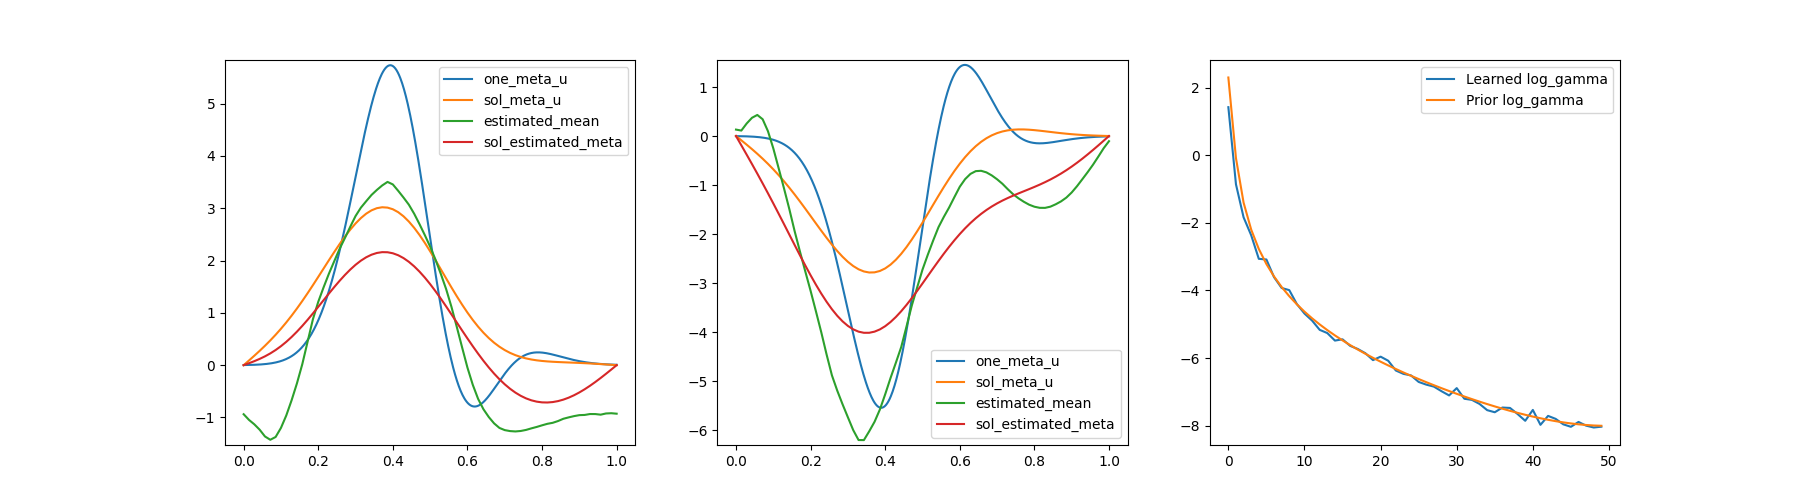 5
4
3
2
1
0
−1
0.0 0.2 0.4 0.6 0.8 1.0
one_meta_u
sol_meta_u
estimated_mean
sol_estimated_meta
1
0
−1
−2
−3
−4
−5
−6
0.0 0.2 0.4 0.6 0.8 1.0
one_meta_u
sol_meta_u
estimated_mean
sol_estimated_meta
2
0
−2
−4
−6
−8
0 10 20 30 40 50
Learned log_gamma
Prior log_gamma